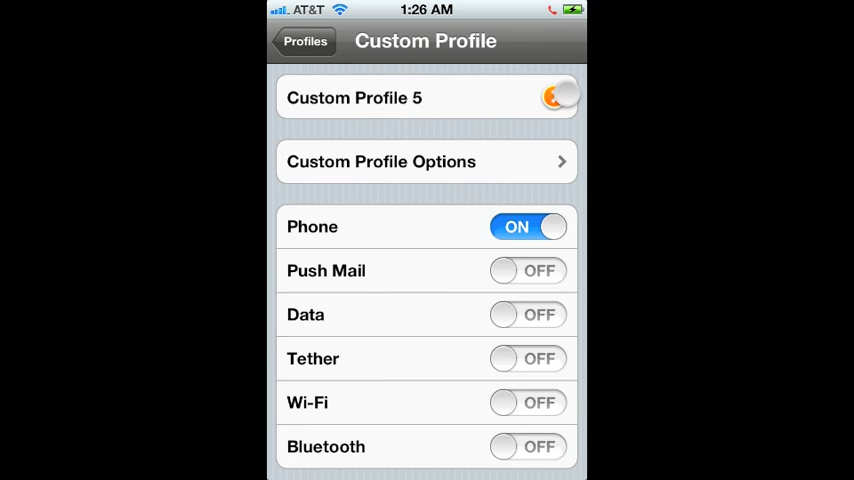 AT&T 1:26 AM
Profiles Custom Profile
Custom Profile 5
Custom Profile Options
Phone ON
Push Mail OFF
Data OFF
Tether OFF
Wi-Fi OFF
Bluetooth OFF